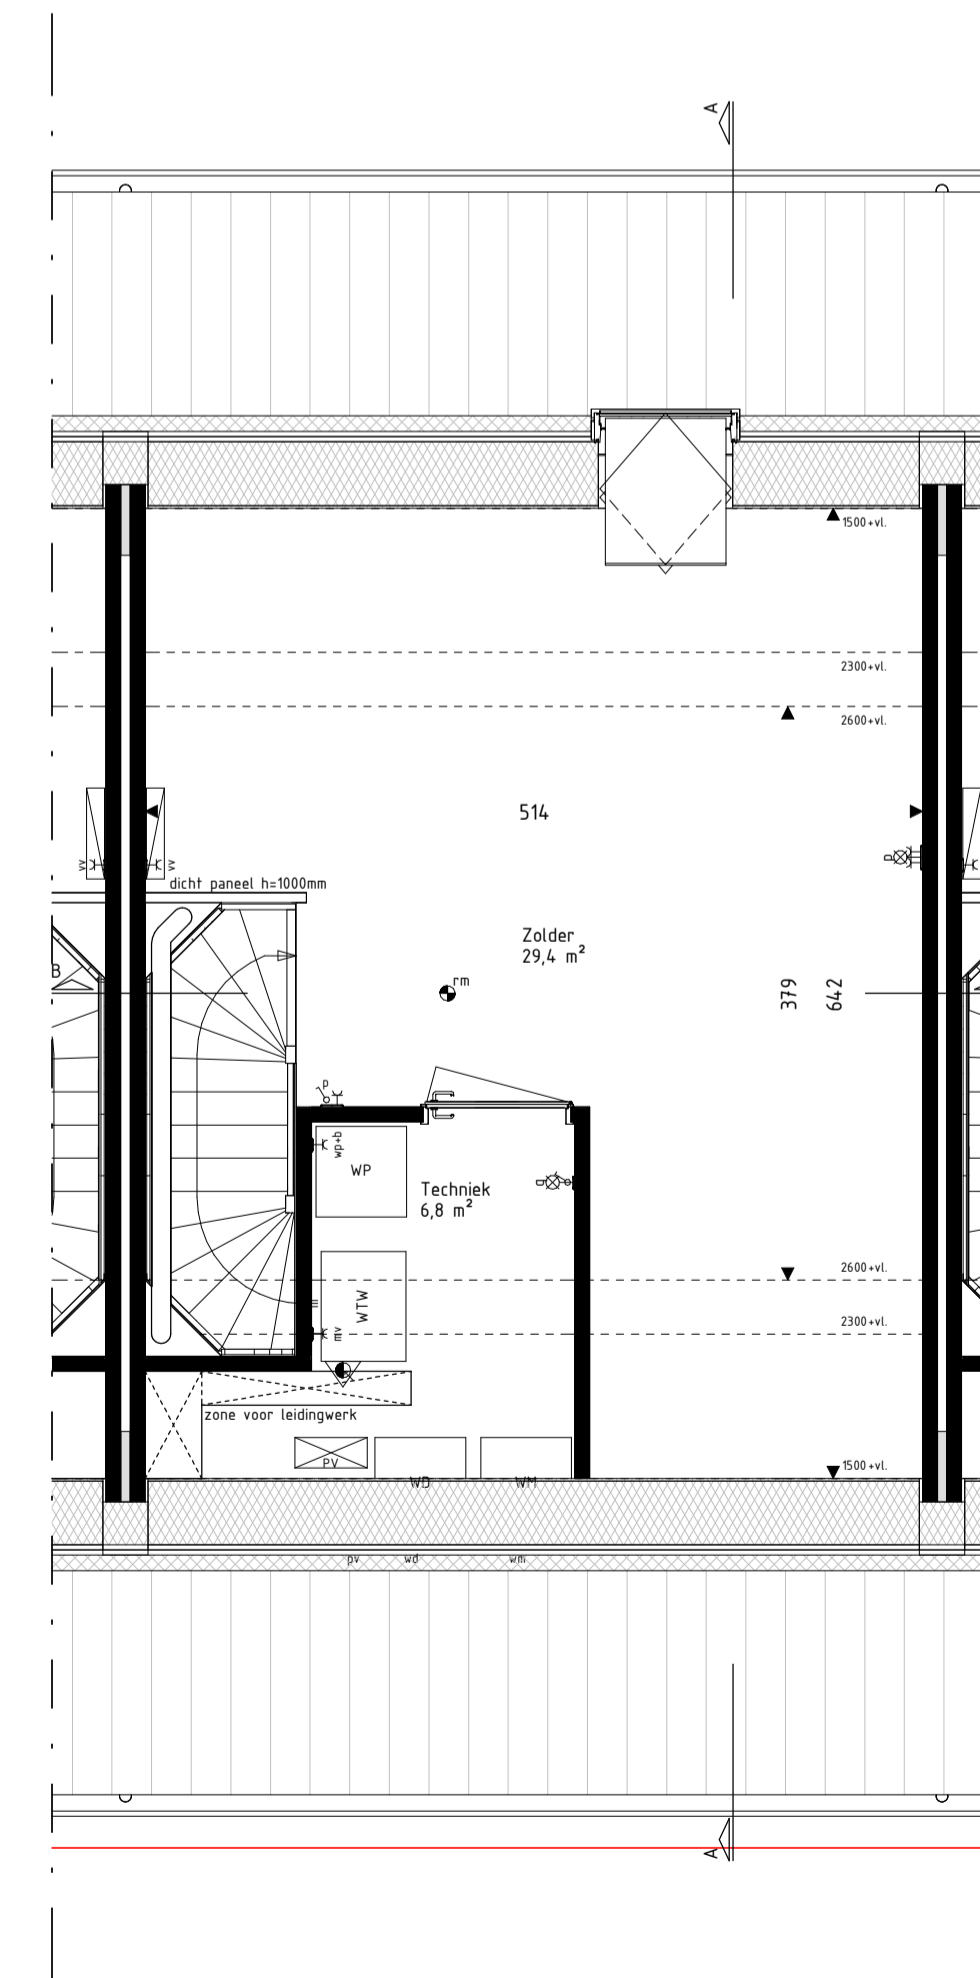 A
1500+vl.
2300+vl.
2600+vl.
514
vv
vv
p
dicht paneel h=1000mm
Zolder
29,4 m²
B
rm
379
642
p
wp+b
WP
Techniek
6,8 m²
2600+vl.
WTW
2300+vl.
mv
zone voor leidingwerk
PV
WD
WM
1500+vl.
pv
wd
wm
A